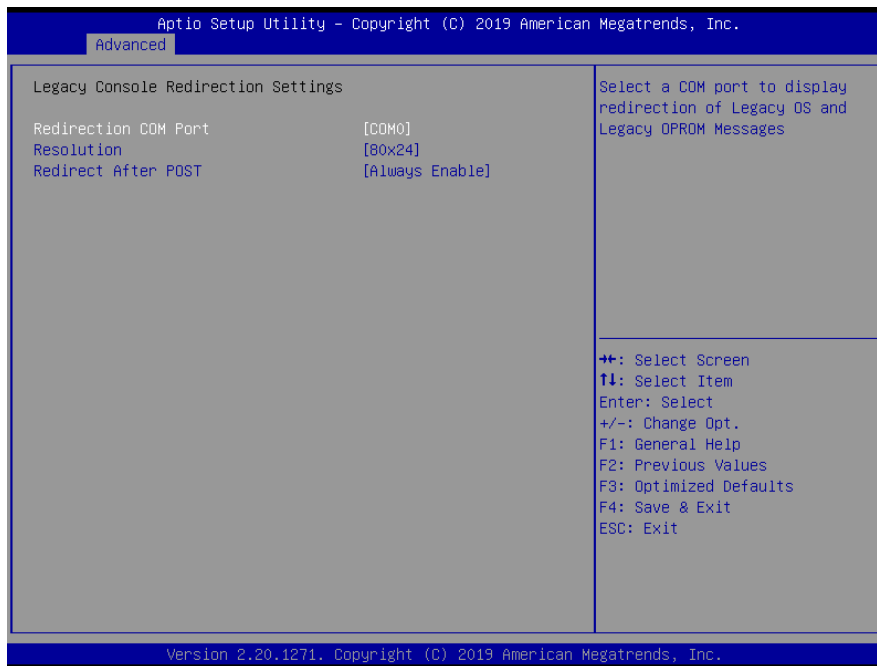 Aptio Setup Utility – Copyright (C) 2019 American Megatrends, Inc.
Advanced
Legacy Console Redirection Settings
Redirection COM Port [COM0]
Resolution [80x24]
Redirect After POST [Always Enable]
Select a COM port to display
redirection of Legacy OS and
Legacy OPROM Messages
→←: Select Screen
↑↓: Select Item
Enter: Select
+/-: Change Opt.
F1: General Help
F2: Previous Values
F3: Optimized Defaults
F4: Save & Exit
ESC: Exit
Version 2.20.1271. Copyright (C) 2019 American Megatrends, Inc.